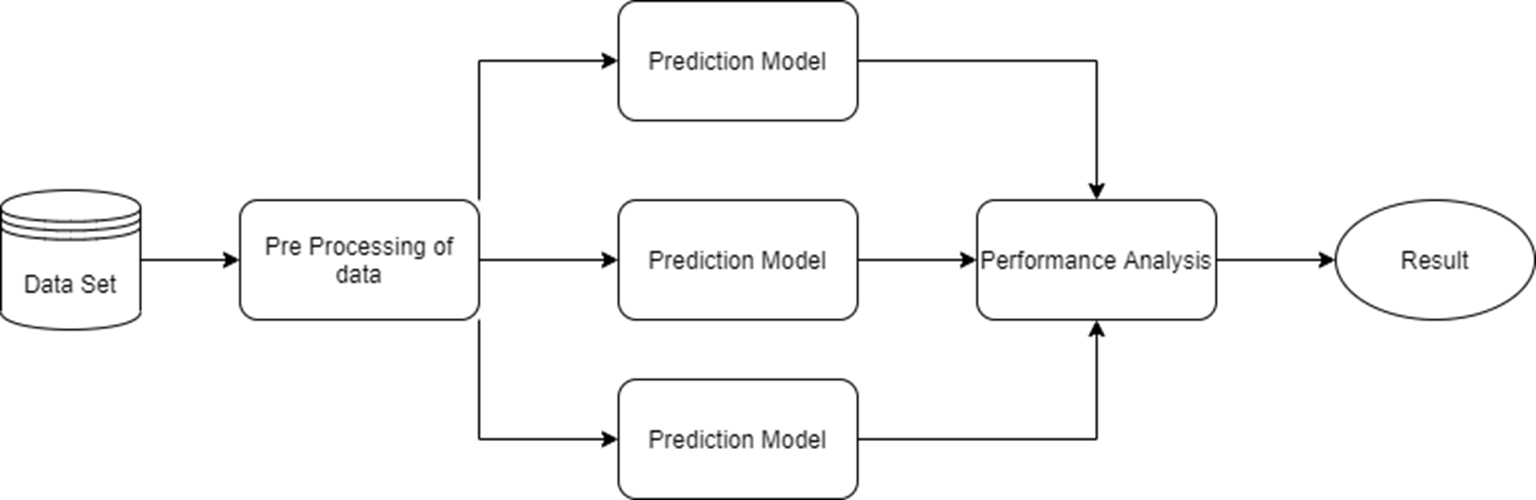 Prediction Model
Data Set
Pre Processing of
data
Prediction Model
Performance Analysis
Result
Prediction Model